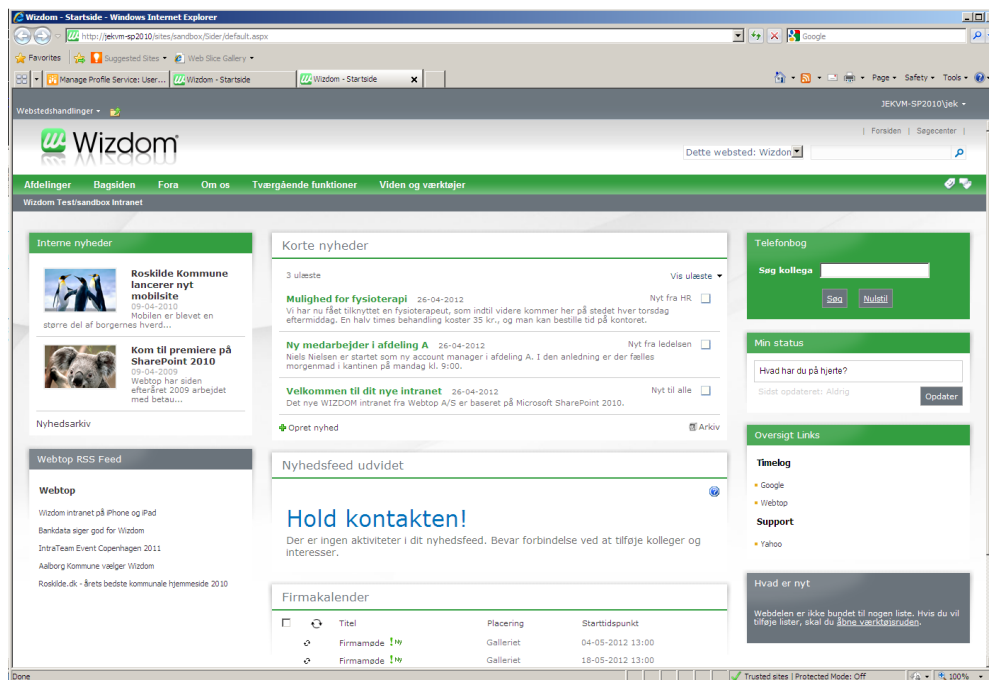 Wizdom - Startside - Windows Internet Explorer
http://jekvm-sp2010/sites/sandbox/Sider/default.aspx
Google
Favorites
Suggested Sites
Web Slice Gallery
Manage Profile Service: User...
Wizdom - Startside
Wizdom - Startside
Page
Safety
Tools
Webstedshandlinger
JEKVM-SP2010\jek
Wizdom
| Forsiden | Søgecenter |
Dette websted: Wizdon
Afdelinger Bagsiden Fora Om os Tværgående funktioner Viden og værktøjer
Wizdom Test/sandbox Intranet
Interne nyheder
Roskilde Kommune
lancerer nyt
mobilsite
09-04-2010
Mobilen er blevet en
større del af borgernes hverd...
Kom til premiere på
SharePoint 2010
09-04-2009
Webtop har siden
efteråret 2009 arbejdet
med betau...
Nyhedsarkiv
Webtop RSS Feed
Webtop
Wizdom intranet på iPhone og iPad
Bankdata siger god for Wizdom
IntraTeam Event Copenhagen 2011
Aalborg Kommune vælger Wizdom
Roskilde.dk - årets bedste kommunale hjemmeside 2010
Korte nyheder
3 ulæste
Vis ulæste
Mulighed for fysioterapi 26-04-2012
Nyt fra HR
Vi har nu fået tilknyttet en fysioterapeut, som indtil videre kommer her på stedet hver torsdag
eftermiddag. En halv times behandling koster 35 kr., og man kan bestille tid på kontoret.
Ny medarbejder i afdeling A 26-04-2012
Nyt fra ledelsen
Niels Nielsen er startet som ny account manager i afdeling A. I den anledning er der fælles
morgenmad i kantinen på mandag kl. 9:00.
Velkommen til dit nye intranet 26-04-2012
Nyt til alle
Det nye WIZDOM intranet fra Webtop A/S er baseret på Microsoft SharePoint 2010.
Opret nyhed
Arkiv
Nyhedsfeed udvidet
Hold kontakten!
Der er ingen aktiviteter i dit nyhedsfeed. Bevar forbindelse ved at tilføje kolleger og
interesser.
Firmakalender
Titel Placering Starttidspunkt
Firmamøde ! NY Galleriet 04-05-2012 13:00
Firmamøde ! NY Galleriet 18-05-2012 13:00
Telefonbog
Søg kollega
Søg Nulstil
Min status
Hvad har du på hjerte?
Sidst opdateret: Aldrig
Opdater
Oversigt Links
Timelog
Google
Webtop
Support
Yahoo
Hvad er nyt
Webdelen er ikke bundet til nogen liste. Hvis du vil
tilføje lister, skal du åbne værktøjsruden.
Done
Trusted sites | Protected Mode: Off
100%